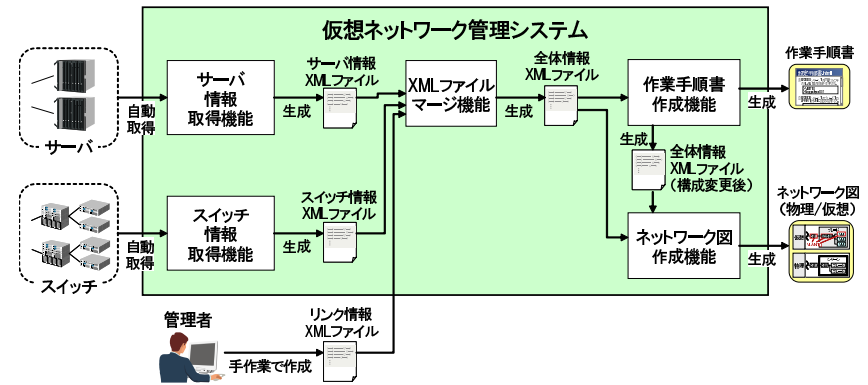 仮想ネットワーク管理システム
サーバ
自動
取得
サーバ
情報
取得機能
生成
サーバ情報
XMLファイル
XMLファイル
マージ機能
生成
全体情報
XMLファイル
作業手順書
作成機能
生成
作業手順書
生成
全体情報
XMLファイル
(構成変更後)
スイッチ
自動
取得
スイッチ
情報
取得機能
生成
スイッチ情報
XMLファイル
ネットワーク図
作成機能
生成
ネットワーク図
(物理/仮想)
仮想
物理
管理者
手作業で作成
リンク情報
XMLファイル